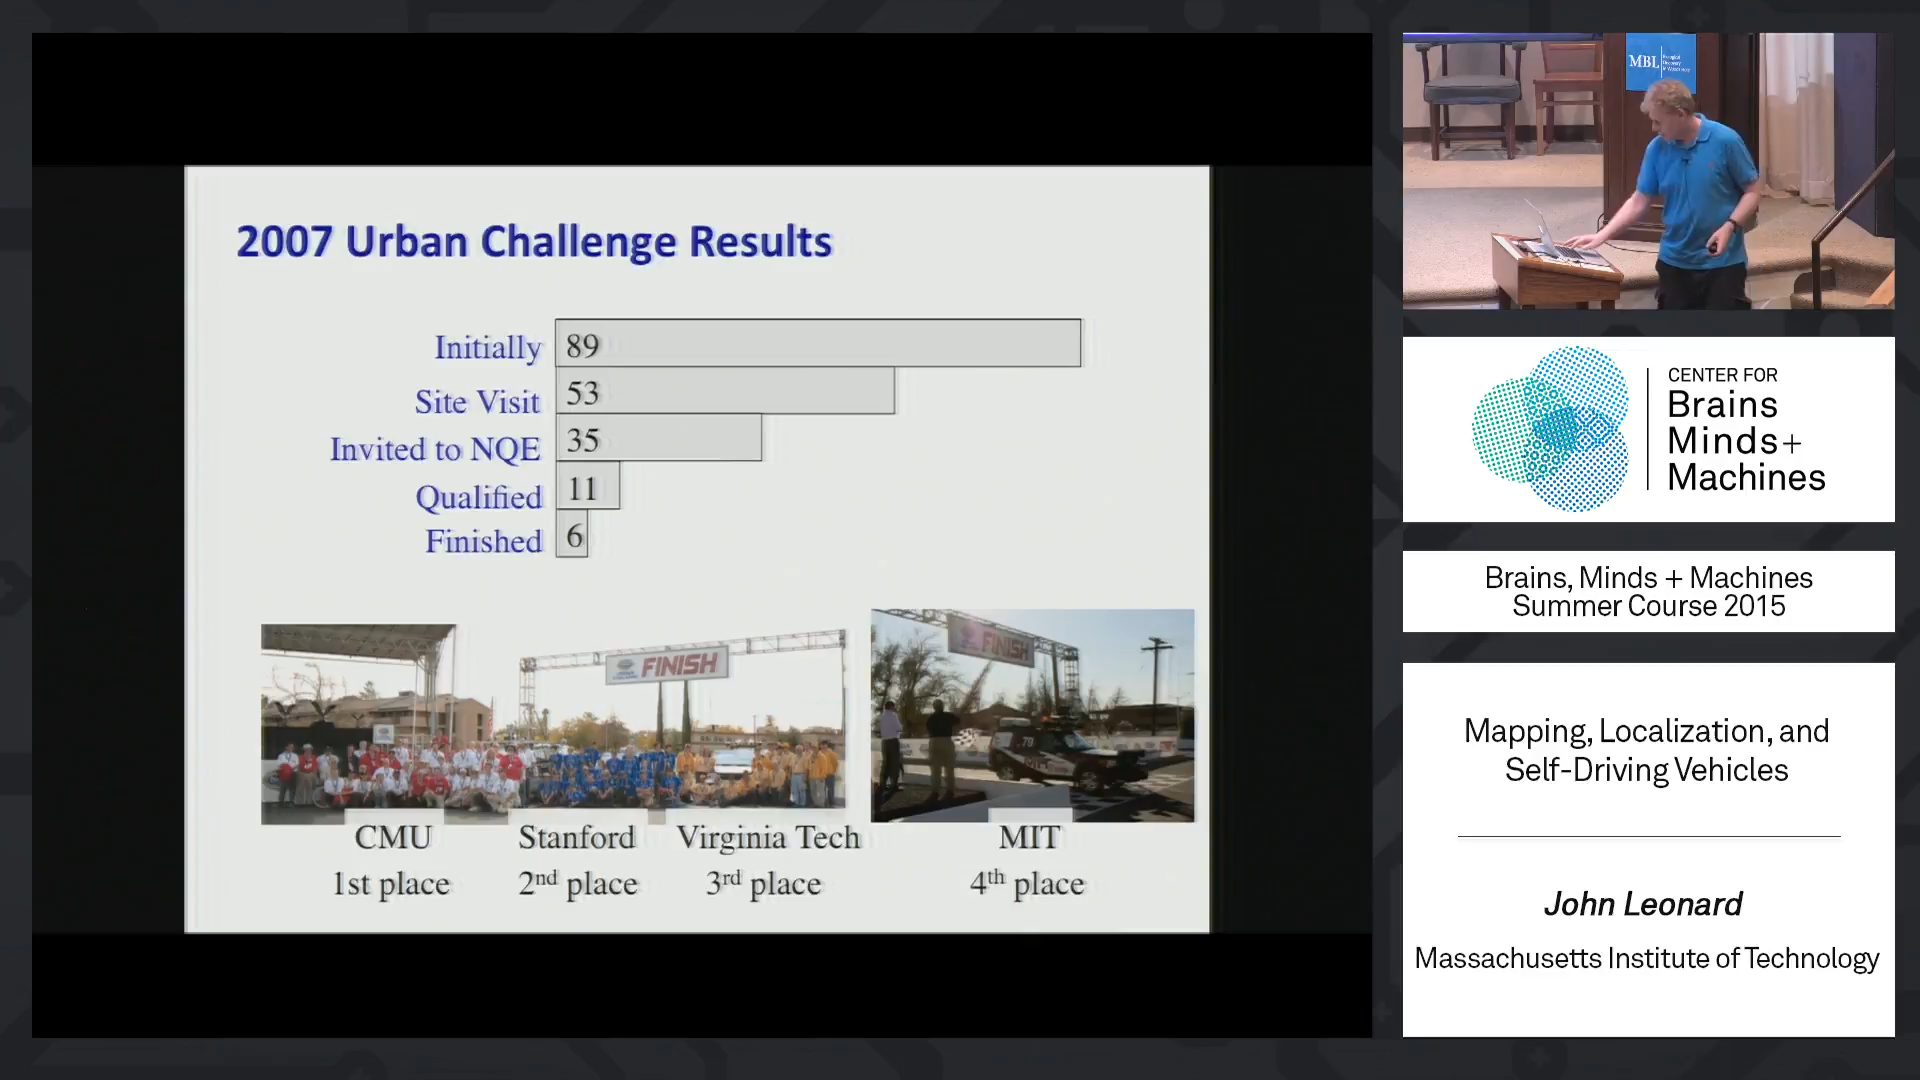 2007 Urban Challenge Results
Initially 89
Site Visit 53
Invited to NQE 35
Qualified 11
Finished 6
FINISH
FINISH
79
CMU Stanford Virginia Tech MIT
1st place 2nd place 3rd place 4th place
MBL
CENTER FOR
Brains
Minds+
Machines
Brains, Minds + Machines
Summer Course 2015
Mapping, Localization, and
Self-Driving Vehicles
John Leonard
Massachusetts Institute of Technology